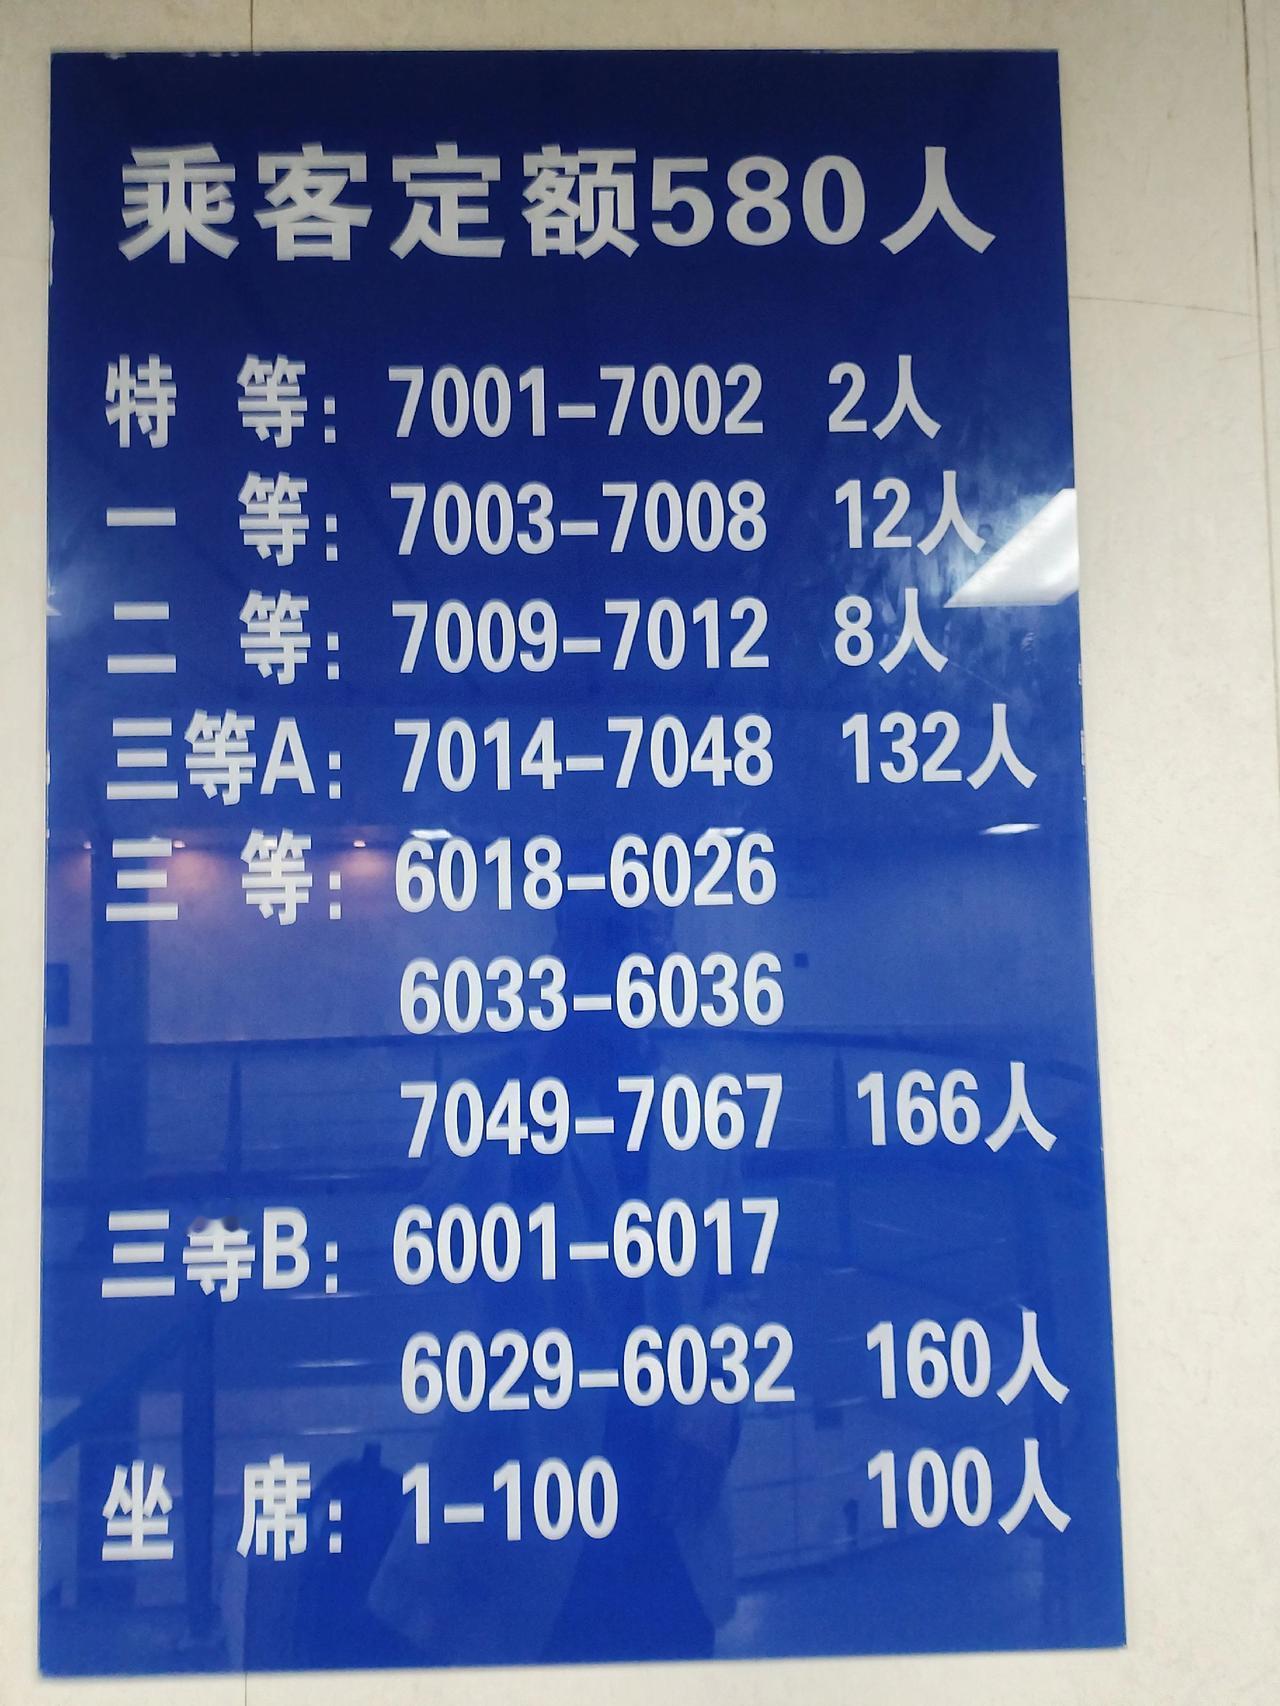 乘客定额580人
特 等: 7001-7002 2人
一 等: 7003-7008 12人
二 等: 7009-7012 8人
三等A: 7014-7048 132人
三 等: 6018-6026
6033-6036
7049-7067 166人
三等B: 6001-6017
6029-6032 160人
坐 席: 1-100 100人